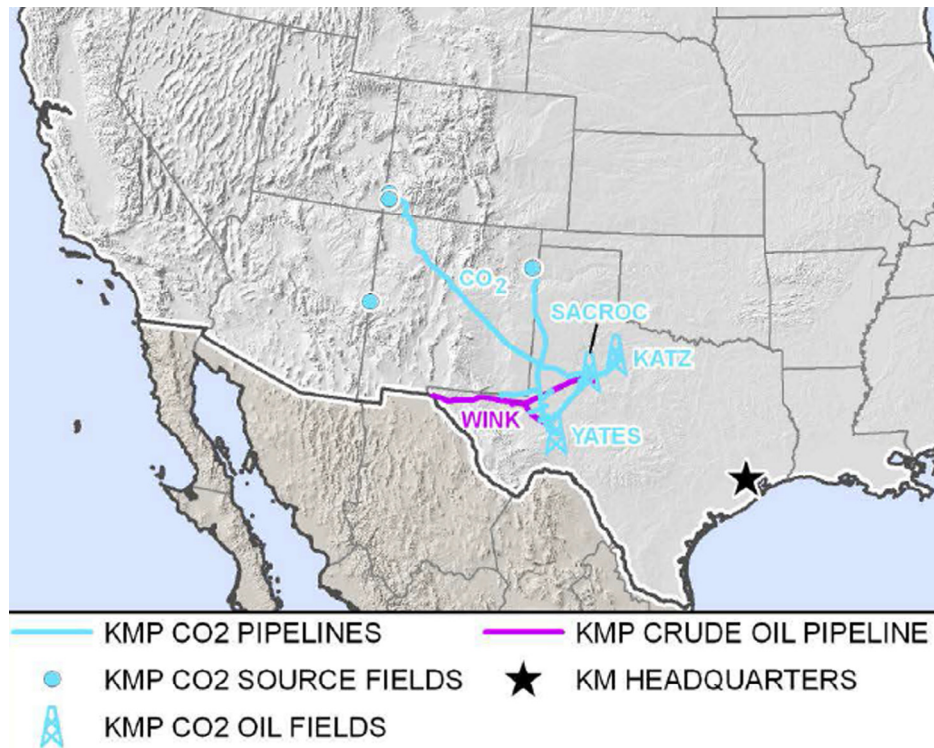 CO2
SACROC
KATZ
WINK
YATES
KMP CO2 PIPELINES
KMP CRUDE OIL PIPELINE
KMP CO2 SOURCE FIELDS
KM HEADQUARTERS
KMP CO2 OIL FIELDS